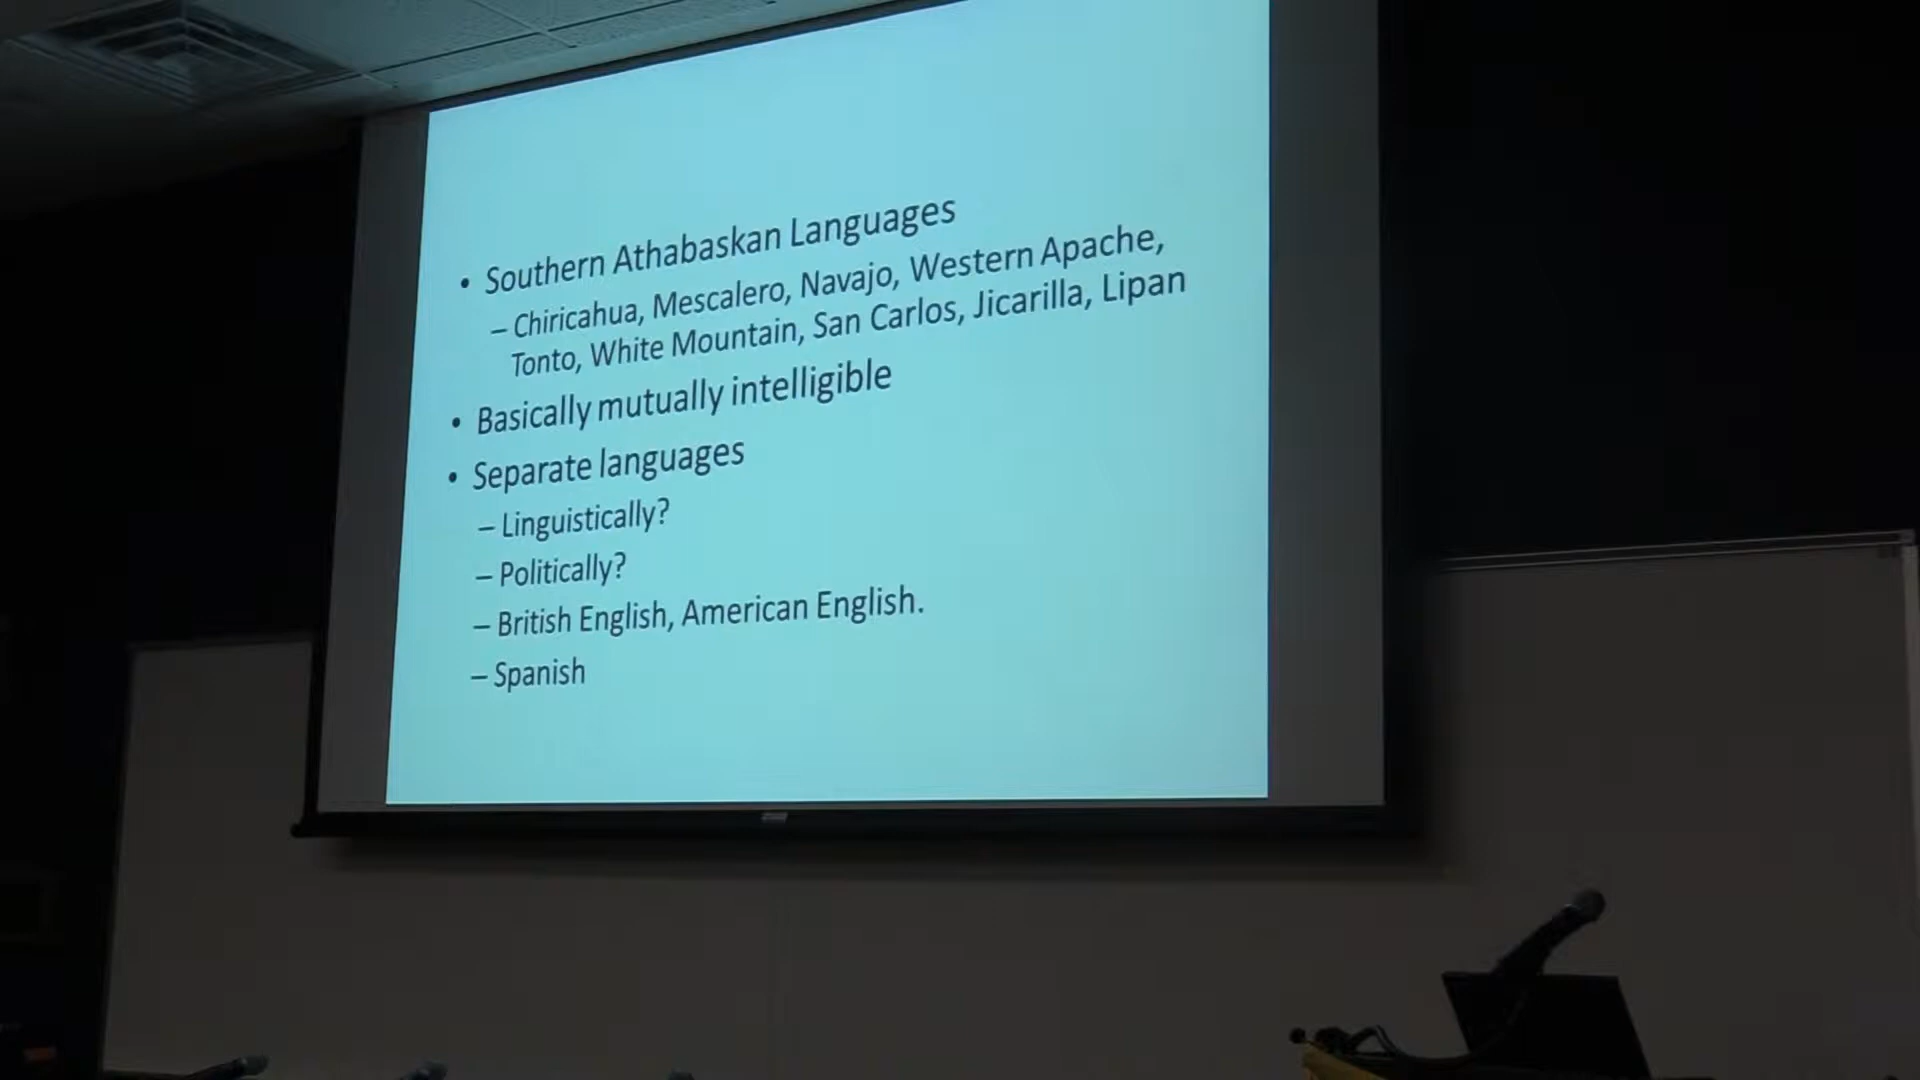 • Southern Athabaskan Languages
– Chiricahua, Mescalero, Navajo, Western Apache,
Tonto, White Mountain, San Carlos, Jicarilla, Lipan
• Basically mutually intelligible
• Separate languages
– Linguistically?
– Politically?
– British English, American English.
– Spanish